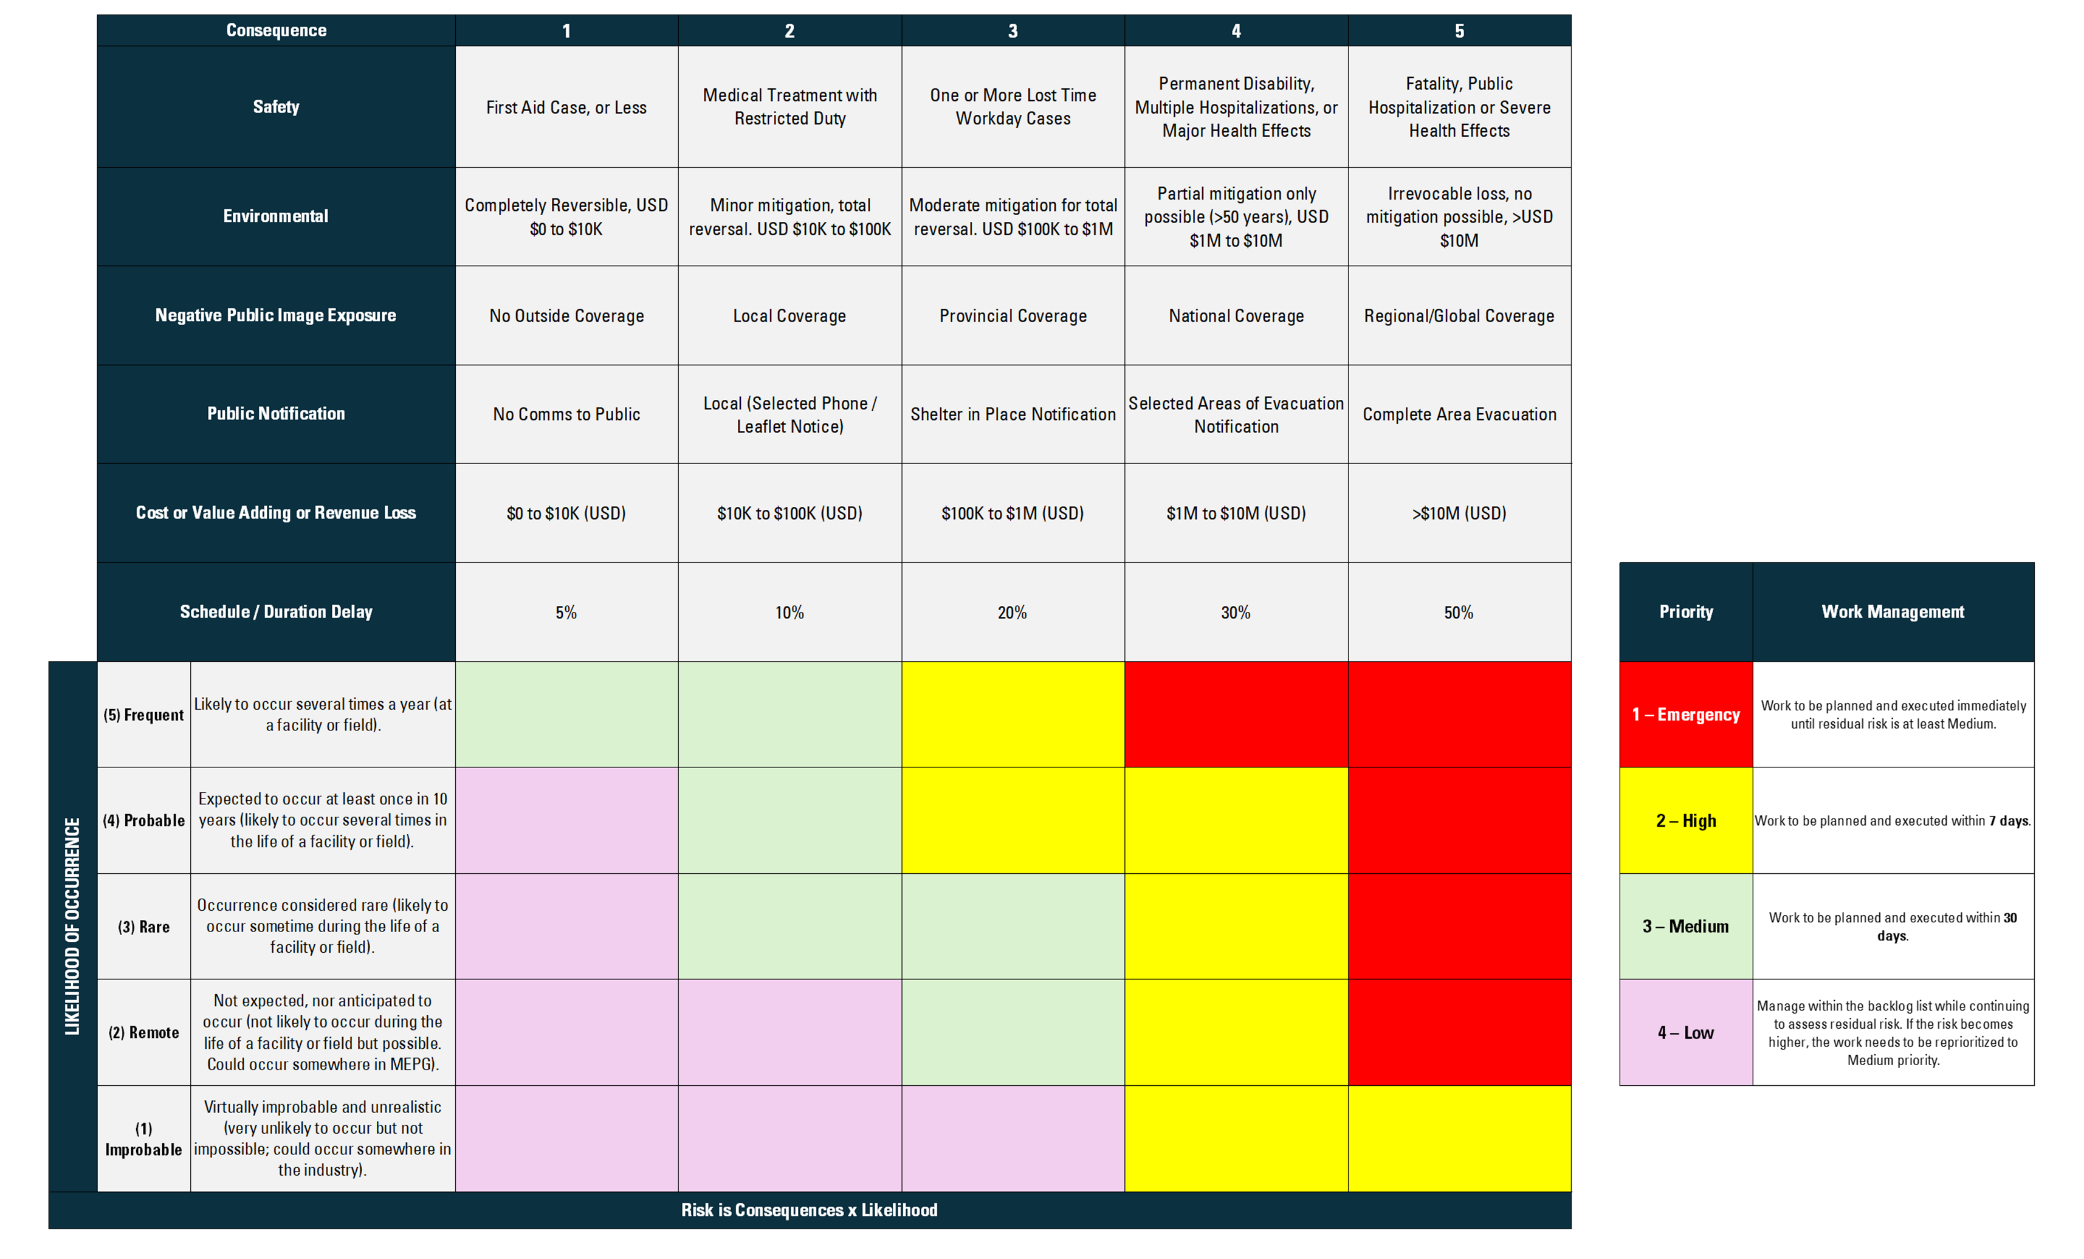 Consequence
1
2
3
4
5
Safety
First Aid Case, or Less
Medical Treatment with
Restricted Duty
One or More Lost Time
Workday Cases
Permanent Disability,
Multiple Hospitalizations, or
Major Health Effects
Fatality, Public
Hospitalization or Severe
Health Effects
Environmental
Completely Reversible, USD
$0 to $10K
Minor mitigation, total
reversal. USD $10K to $100K
Moderate mitigation for total
reversal. USD $100K to $1M
Partial mitigation only
possible (>50 years), USD
$1M to $10M
Irrevocable loss, no
mitigation possible, >USD
$10M
Negative Public Image Exposure
No Outside Coverage
Local Coverage
Provincial Coverage
National Coverage
Regional/Global Coverage
Public Notification
No Comms to Public
Local (Selected Phone /
Leaflet Notice)
Shelter in Place Notification
Selected Areas of Evacuation
Notification
Complete Area Evacuation
Cost or Value Adding or Revenue Loss
$0 to $10K (USD)
$10K to $100K (USD)
$100K to $1M (USD)
$1M to $10M (USD)
>$10M (USD)
Schedule / Duration Delay
5%
10%
20%
30%
50%
LIKELIHOOD OF OCCURRENCE
(5) Frequent
Likely to occur several times a year (at
a facility or field).
(4) Probable
Expected to occur at least once in 10
years (likely to occur several times in
the life of a facility or field).
(3) Rare
Occurrence considered rare (likely to
occur sometime during the life of a
facility or field).
(2) Remote
Not expected, nor anticipated to
occur (not likely to occur during the
life of a facility or field but possible.
Could occur somewhere in MEPG).
(1)
Improbable
Virtually improbable and unrealistic
(very unlikely to occur but not
impossible; could occur somewhere in
the industry).
Risk is Consequences x Likelihood
Priority
Work Management
1 – Emergency
Work to be planned and executed immediately
until residual risk is at least Medium.
2 – High
Work to be planned and executed within 7 days.
3 – Medium
Work to be planned and executed within 30
days.
4 – Low
Manage within the backlog list while continuing
to assess residual risk. If the risk becomes
higher, the work needs to be reprioritized to
Medium priority.